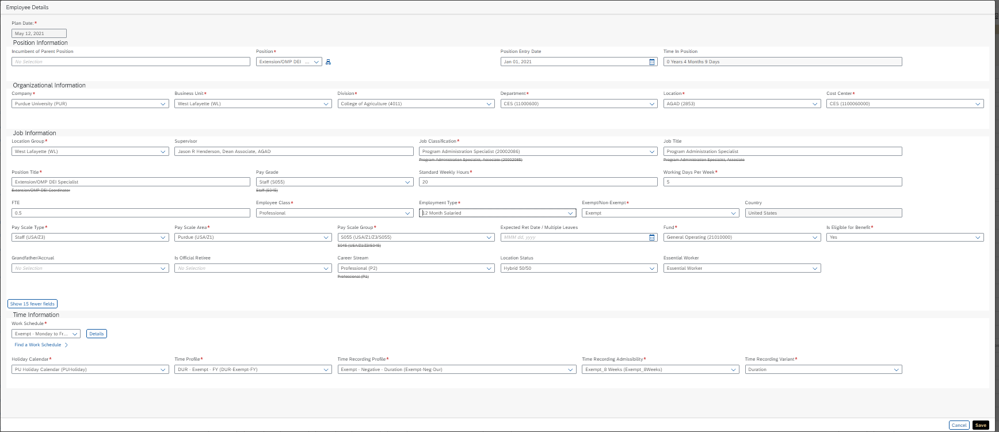 Employee Details
Plan Date:*
May 12, 2021
Position Information
Incumbent of Parent Position Position* Position Entry Date Time In Position
No Selection Extension/OMP DEI ... Jan 01, 2021 0 Years 4 Months 9 Days
Organizational Information
Company* Business Unit* Division* Department* Location* Cost Center*
Purdue University (PUR) West Lafayette (WL) College of Agriculture (4011) CES (11000600) AGAD (2853) CES (1100060000)
Job Information
Location Group* Supervisor Job Classification* Job Title
West Lafayette (WL) Jason R Henderson, Dean Associate, AGAD Program Administration Specialist (20002086) Program Administration Specialist
Program Administration Specialist, Associate (20002085) Program Administration Specialist, Associate
Position Title* Pay Grade Standard Weekly Hours* Working Days Per Week*
Extension/OMP DEI Specialist Staff (S055) 20 5
Extension/OMP DEI Coordinator Staff (S045)
FTE Employee Class* Employment Type* Exempt/Non-Exempt* Country
0.5 Professional 12 Month Salaried Exempt United States
Pay Scale Type* Pay Scale Area* Pay Scale Group* Expected Ret Date / Multiple Leaves Fund* Is Eligible for Benefit*
Staff (USA/Z3) Purdue (USA/Z1) S055 (USA/Z1/Z3/S055) MMM dd, yyyy General Operating (21010000) Yes
S045 (USA/Z1/Z3/S045)
Grandfather/Accrual Is Official Retiree Career Stream Location Status Essential Worker
No Selection No Selection Professional (P2) Hybrid 50/50 Essential Worker
Professional (P1)
Show 15 fewer fields
Time Information
Work Schedule*
Exempt - Monday to Fr... Details
Find a Work Schedule
Holiday Calendar* Time Profile* Time Recording Profile* Time Recording Admissibility* Time Recording Variant*
PU Holiday Calendar (PUHoliday) DUR - Exempt - FY (DUR-Exempt-FY) Exempt - Negative - Duration (Exempt-Neg-Dur) Exempt_8 Weeks (Exempt_8Weeks) Duration
Cancel Save